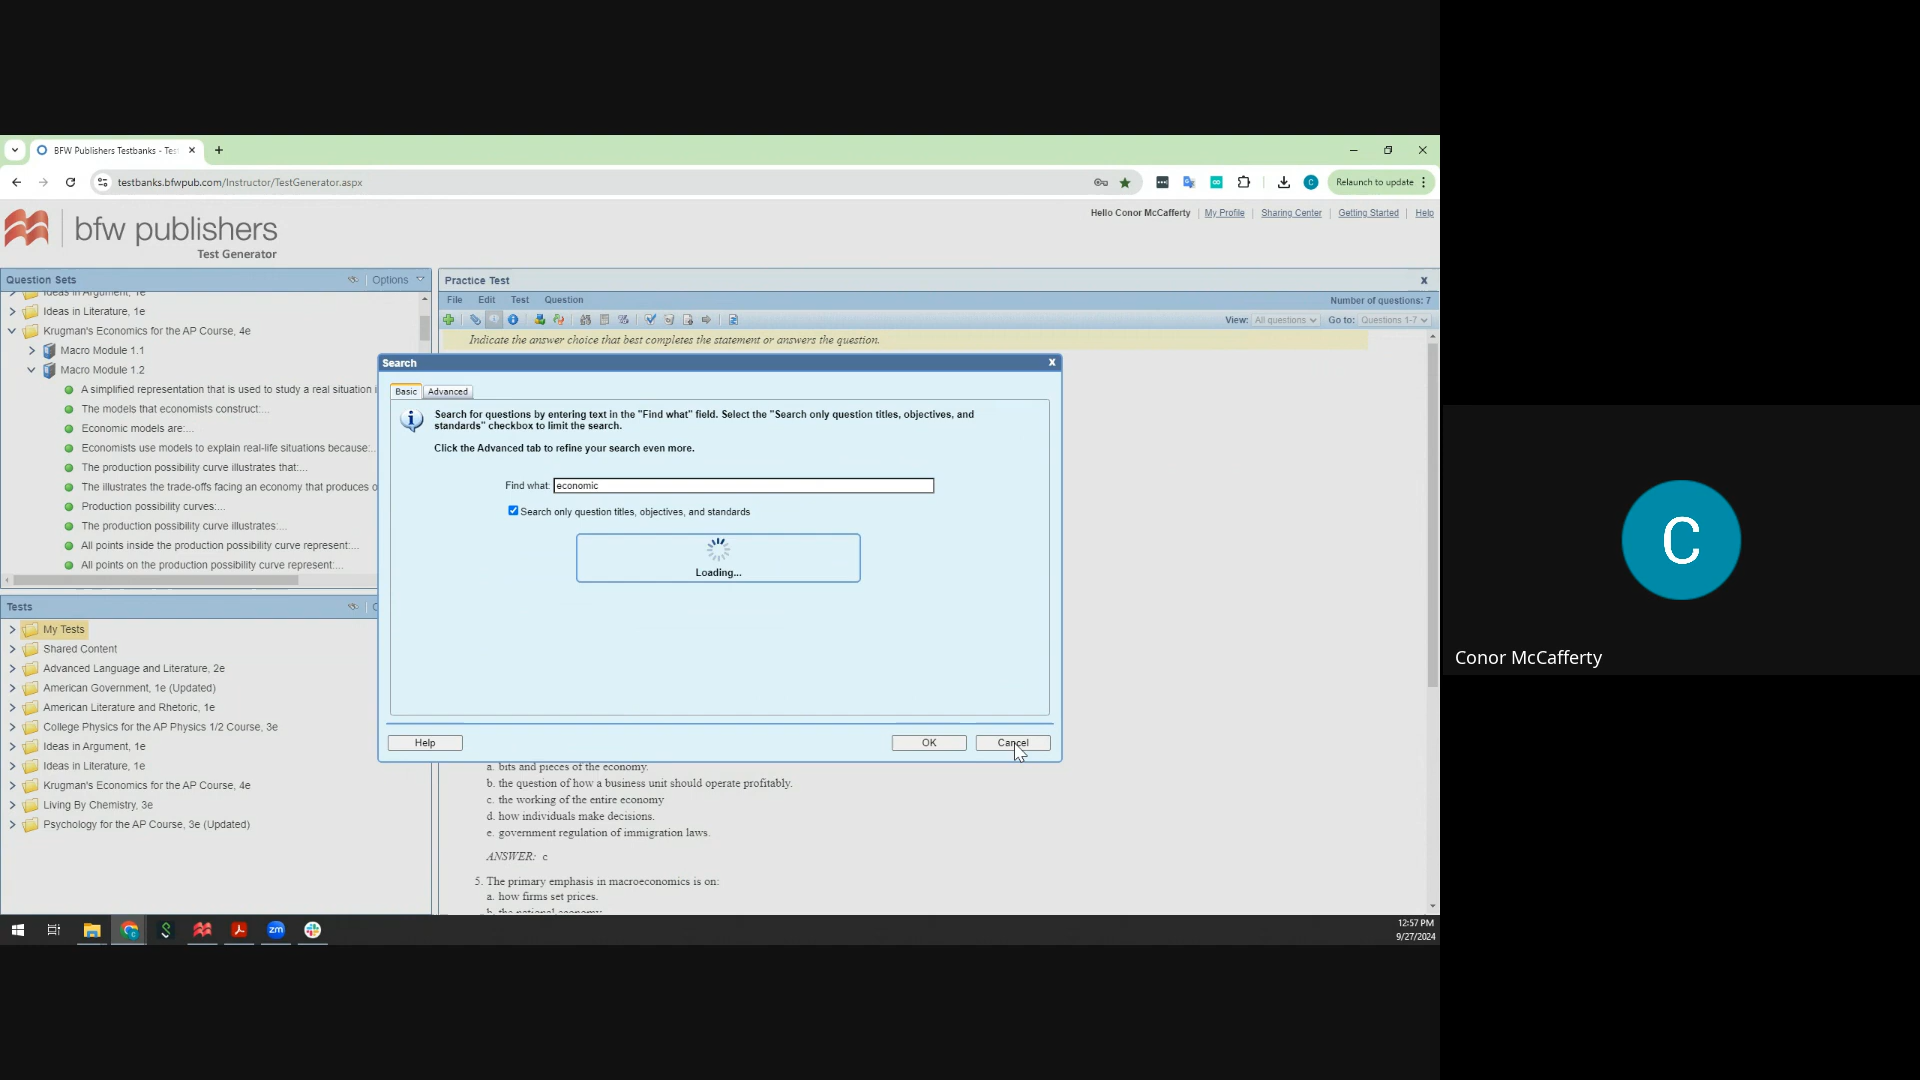 BFW Publishers Testbanks - Tes
testbanks.bfwpub.com/Instructor/TestGenerator.aspx
Relaunch to update
bfw publishers
Test Generator
Hello Conor McCafferty | My Profile | Sharing Center | Getting Started | Help
Question Sets
Options
Ideas in Argument, 1e
Ideas in Literature, 1e
Krugman's Economics for the AP Course, 4e
Macro Module 1.1
Macro Module 1.2
A simplified representation that is used to study a real situation i
The models that economists construct:...
Economic models are:...
Economists use models to explain real-life situations because:...
The production possibility curve illustrates that:...
The illustrates the trade-offs facing an economy that produces o
Production possibility curves:...
The production possibility curve illustrates:...
All points inside the production possibility curve represent:...
All points on the production possibility curve represent:...
Tests
My Tests
Shared Content
Advanced Language and Literature, 2e
American Government, 1e (Updated)
American Literature and Rhetoric, 1e
College Physics for the AP Physics 1/2 Course, 3e
Ideas in Argument, 1e
Ideas in Literature, 1e
Krugman's Economics for the AP Course, 4e
Living By Chemistry, 3e
Psychology for the AP Course, 3e (Updated)
Practice Test
X
File Edit Test Question
Number of questions: 7
View: All questions Go to: Questions 1-7
Indicate the answer choice that best completes the statement or answers the question.
Search
X
Basic
Advanced
Search for questions by entering text in the "Find what" field. Select the "Search only question titles, objectives, and
standards" checkbox to limit the search.
Click the Advanced tab to refine your search even more.
Find what: economic
Search only question titles, objectives, and standards
Loading...
Help
OK
Cancel
a. bits and pieces of the economy.
b. the question of how a business unit should operate profitably.
c. the working of the entire economy
d. how individuals make decisions.
e. government regulation of immigration laws.
ANSWER: c
5. The primary emphasis in macroeconomics is on:
a. how firms set prices.
b. the national economy.
zm
12:57 PM
9/27/2024
C
Conor McCafferty